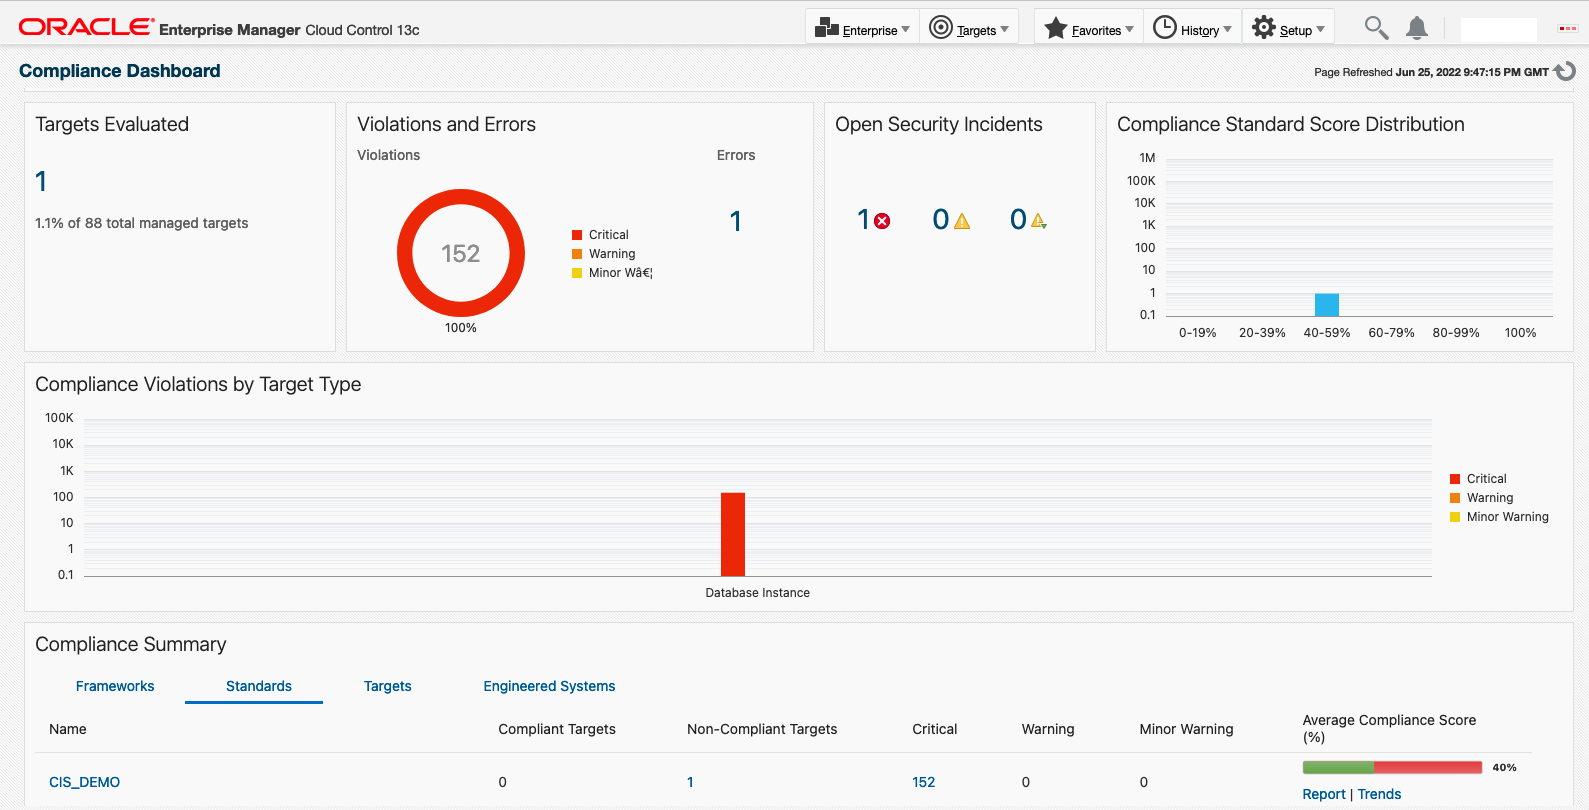 ORACLE Enterprise Manager Cloud Control 13c
Enterprise
Targets
Favorites
History
Setup
Compliance Dashboard
Page Refreshed Jun 25, 2022 9:47:15 PM GMT
Targets Evaluated
1
1.1% of 88 total managed targets
Violations and Errors
Violations
Errors
152
100%
Critical
Warning
Minor Wâ€¦
1
Open Security Incidents
1 0 0
Compliance Standard Score Distribution
1M
100K
10K
1K
100
10
1
0.1
0-19% 20-39% 40-59% 60-79% 80-99% 100%
Compliance Violations by Target Type
100K
10K
1K
100
10
1
0.1
Database Instance
Critical
Warning
Minor Warning
Compliance Summary
Frameworks Standards Targets Engineered Systems
Name Compliant Targets Non-Compliant Targets Critical Warning Minor Warning Average Compliance Score
(%)
CIS_DEMO 0 1 152 0 0 40%
Report | Trends